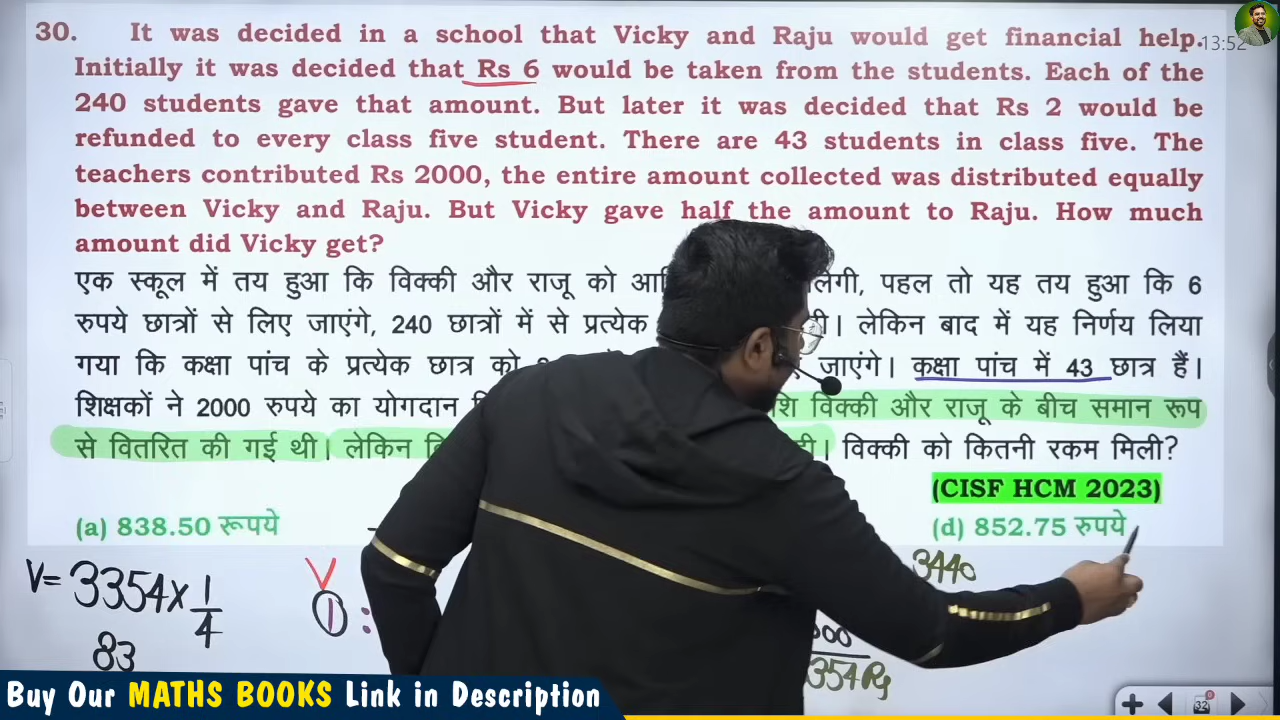 30. It was decided in a school that Vicky and Raju would get financial help.
13:52
Initially it was decided that Rs 6 would be taken from the students. Each of the
240 students gave that amount. But later it was decided that Rs 2 would be
refunded to every class five student. There are 43 students in class five. The
teachers contributed Rs 2000, the entire amount collected was distributed equally
between Vicky and Raju. But Vicky gave half the amount to Raju. How much
amount did Vicky get?
एक स्कूल में तय हुआ कि विक्की और राजू को लेगी, पहल तो यह तय हुआ कि 6
रुपये छात्रों से लिए जाएंगे, 240 छात्रों में से प्रत्येक दी। लेकिन बाद में यह निर्णय लिया
गया कि कक्षा पांच के प्रत्येक छात्र को जाएंगे। कक्षा पांच में 43 छात्र हैं।
शिक्षकों ने 2000 रुपये का योगदान विक्की और राजू के बीच समान रूप
से वितरित की गई थी। लेकिन विक्की को कितनी रकम मिली?
(CISF HCM 2023)
(a) 838.50 रूपये (d) 852.75 रुपये
V= 3354 × 1/4
V
1 :
3440
83
354 Rs
Buy Our MATHS BOOKS Link in Description
32